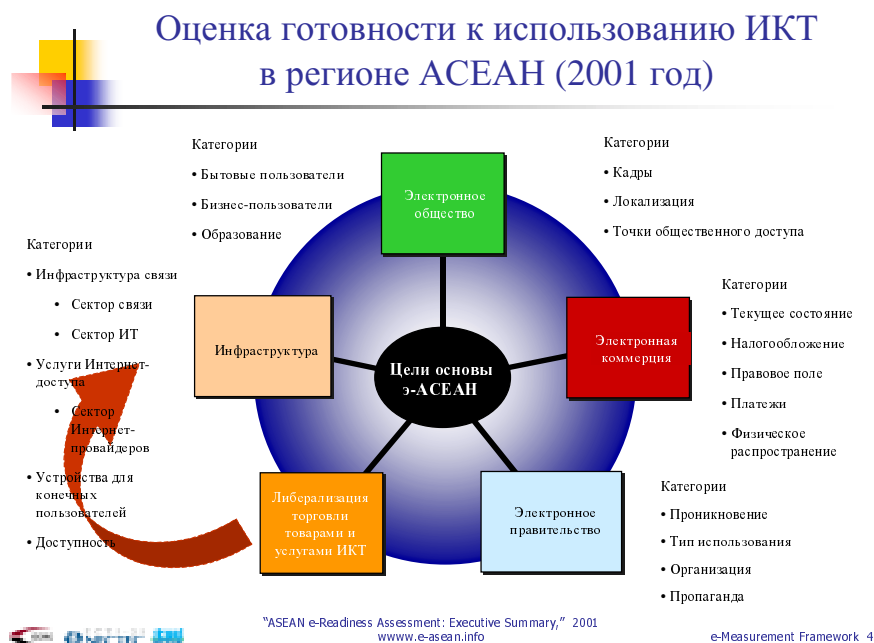 Оценка готовности к использованию ИКТ
в регионе АСЕАН (2001 год)
Категории
• Бытовые пользователи
• Бизнес-пользователи
• Образование
Электронное
общество
Категории
• Кадры
• Локализация
• Точки общественного доступа
Категории
• Инфраструктура связи
• Сектор связи
• Сектор ИТ
• Услуги Интернет-
доступа
• Сектор
Интернет-
провайдеров
• Устройства для
конечных
пользователей
• Доступность
Инфраструктура
Цели основы
э-АСЕАН
Электронная
коммерция
Категории
• Текущее состояние
• Налогообложение
• Правовое поле
• Платежи
• Физическое
распространение
Либерализация
торговли
товарами и
услугами ИКТ
Электронное
правительство
Категории
• Проникновение
• Тип использования
• Организация
• Пропаганда
“ASEAN e-Readiness Assessment: Executive Summary,” 2001
wwww.e-asean.info
e-Measurement Framework 4